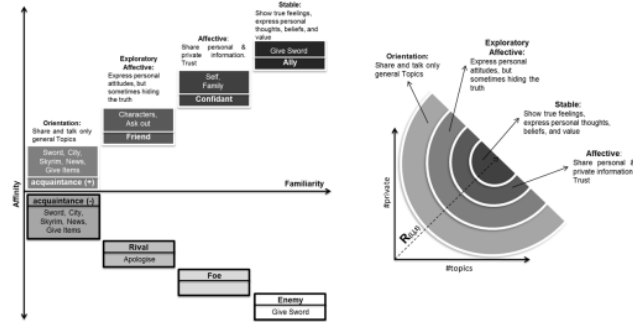 Stable:
Show true feelings,
express personal
thoughts,
beliefs, and
value
Give Sword
Ally
Affective:
Share personal &
private information.
Trust
Self,
Family
Confidant
Exploratory
Affective:
Express personal
attitudes, but
sometimes hiding
the truth
Characters,
Ask out
Friend
Orientation:
Share and talk only
general Topics
Sword, City,
Skyrim, News,
Give Items
acquaintance (+)
Affinity
Familiarity
acquaintance (-)
Sword, City,
Skyrim, News,
Give Items
Rival
Apologise
Foe
Enemy
Give Sword
Orientation:
Share and talk only
general Topics
Exploratory
Affective:
Express personal
attitudes, but
sometimes hiding the
truth
Stable:
Show true feelings,
express personal thoughts,
beliefs, and value
Affective:
Share personal &
private information.
Trust
#private
#topics